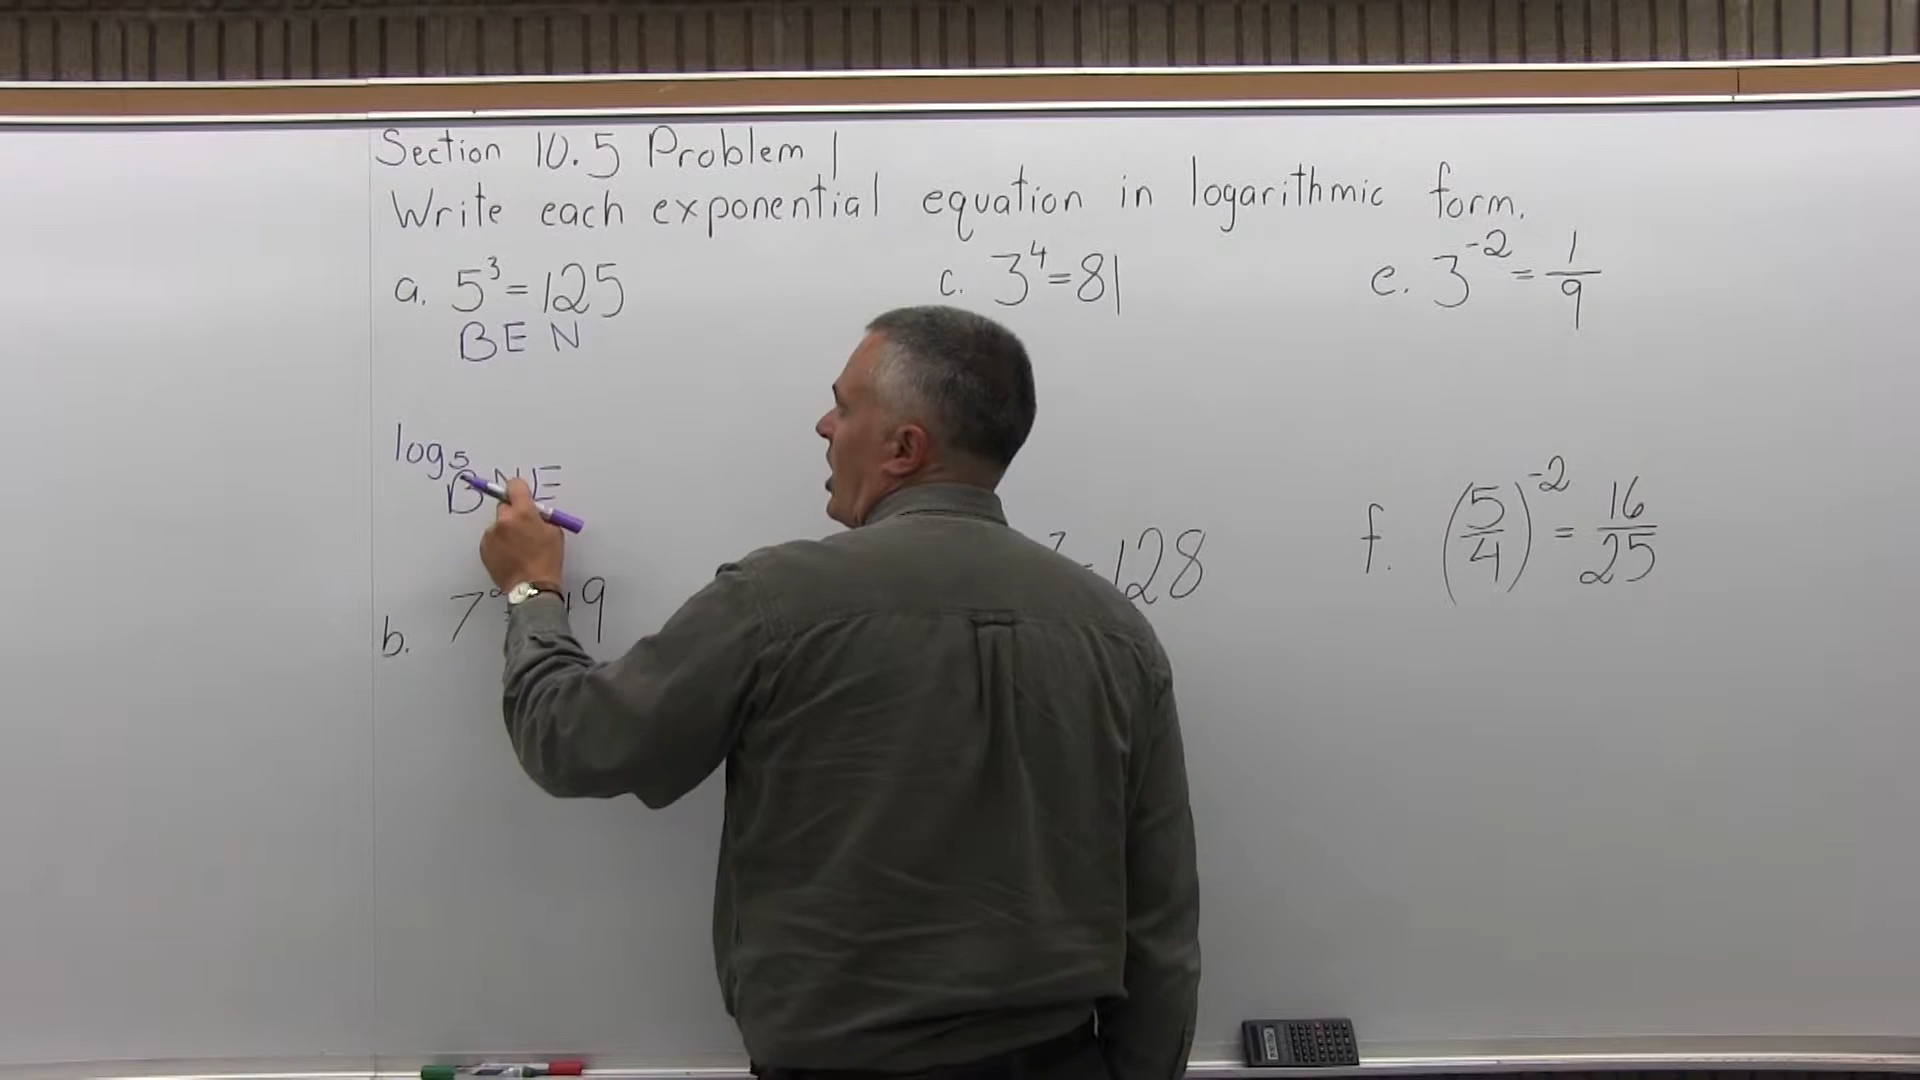 Section 10.5 Problem 1
Write each exponential equation in logarithmic form.
a. 5³=125
BEN
log₅
BNE
b. 7 9
c. 3⁴=81
128
e. 3⁻²=1/9
f. (5/4)⁻²=16/25